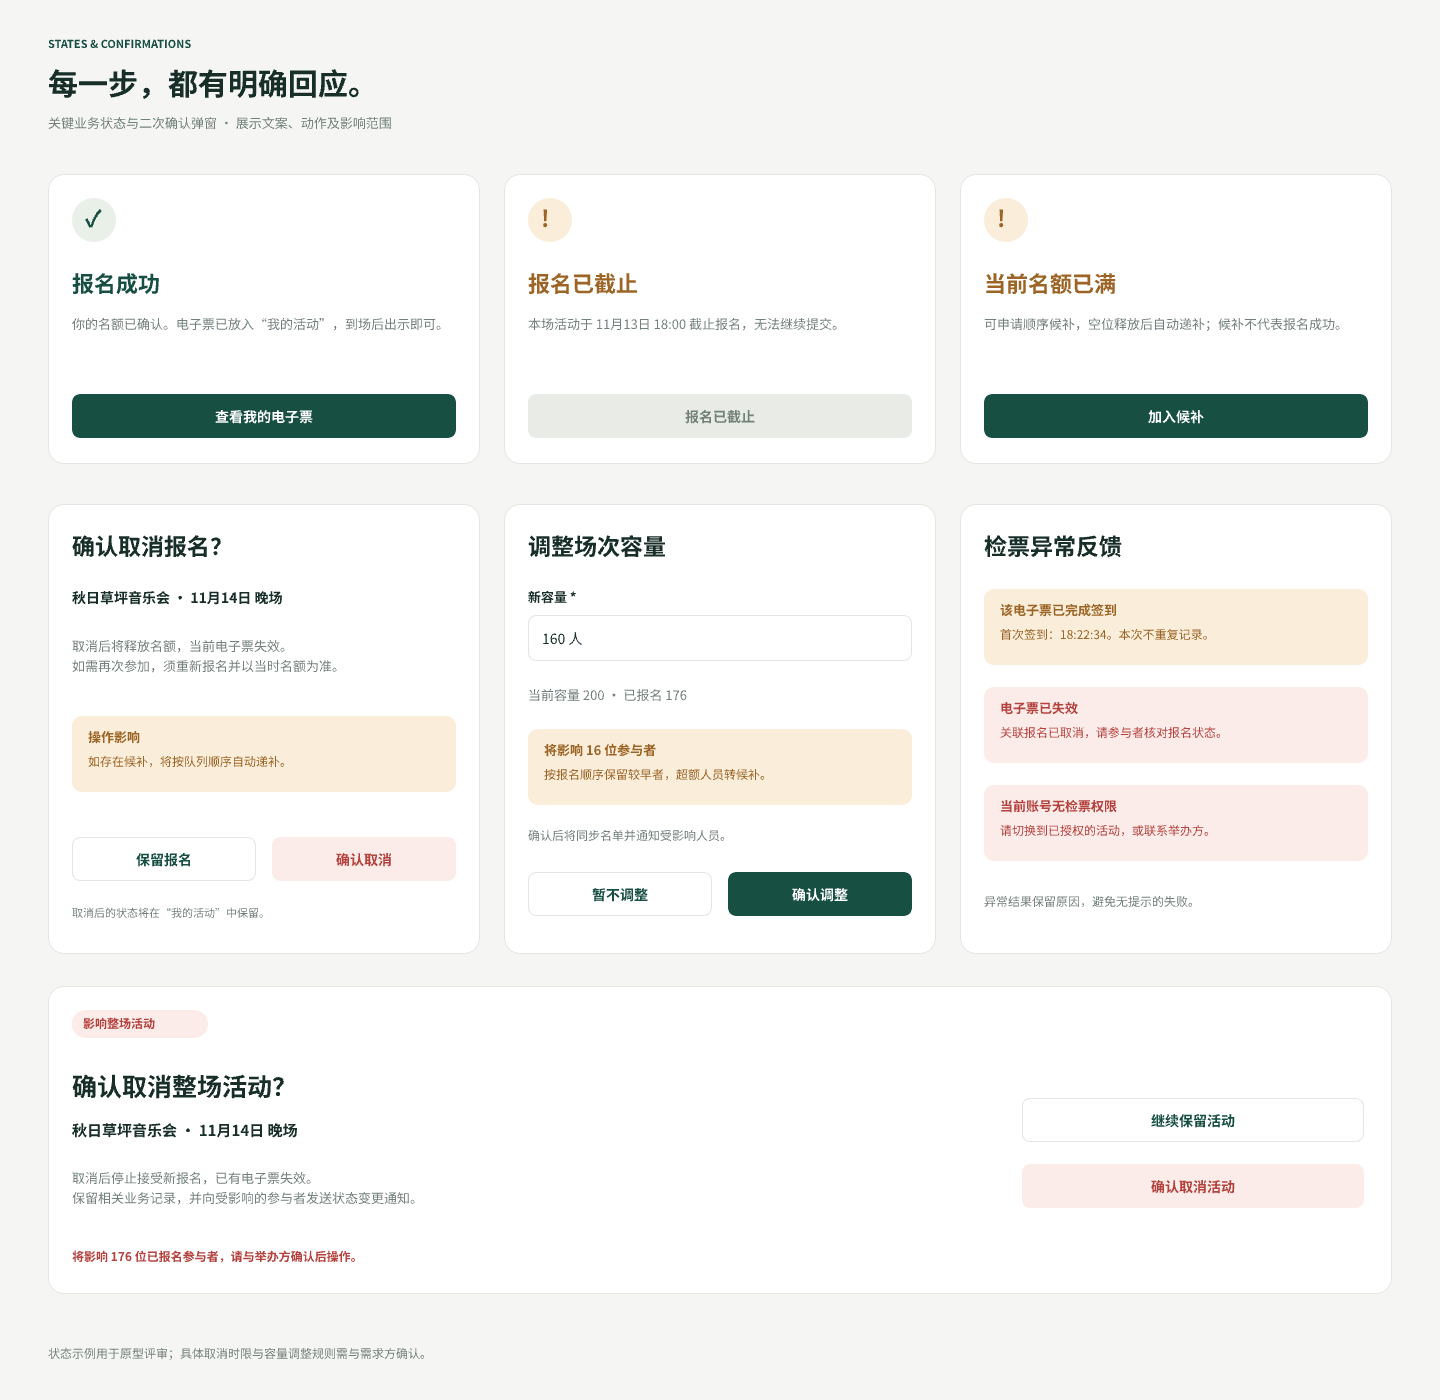 STATES & CONFIRMATIONS
每一步，都有明确回应。
关键业务状态与二次确认弹窗 · 展示文案、动作及影响范围
✓
报名成功
你的名额已确认。电子票已放入“我的活动”，到场后出示即可。
查看我的电子票
!
报名已截止
本场活动于 11月13日 18:00 截止报名，无法继续提交。
报名已截止
!
当前名额已满
可申请顺序候补，空位释放后自动递补；候补不代表报名成功。
加入候补
确认取消报名？
秋日草坪音乐会 · 11月14日 晚场
取消后将释放名额，当前电子票失效。
如需再次参加，须重新报名并以当时名额为准。
操作影响
如存在候补，将按队列顺序自动递补。
保留报名
确认取消
取消后的状态将在“我的活动”中保留。
调整场次容量
新容量 *
160 人
当前容量 200 · 已报名 176
将影响 16 位参与者
按报名顺序保留较早者，超额人员转候补。
确认后将同步名单并通知受影响人员。
暂不调整
确认调整
检票异常反馈
该电子票已完成签到
首次签到：18:22:34。本次不重复记录。
电子票已失效
关联报名已取消，请参与者核对报名状态。
当前账号无检票权限
请切换到已授权的活动，或联系举办方。
异常结果保留原因，避免无提示的失败。
影响整场活动
确认取消整场活动？
秋日草坪音乐会 · 11月14日 晚场
取消后停止接受新报名，已有电子票失效。
保留相关业务记录，并向受影响的参与者发送状态变更通知。
将影响 176 位已报名参与者，请与举办方确认后操作。
继续保留活动
确认取消活动
状态示例用于原型评审；具体取消时限与容量调整规则需与需求方确认。